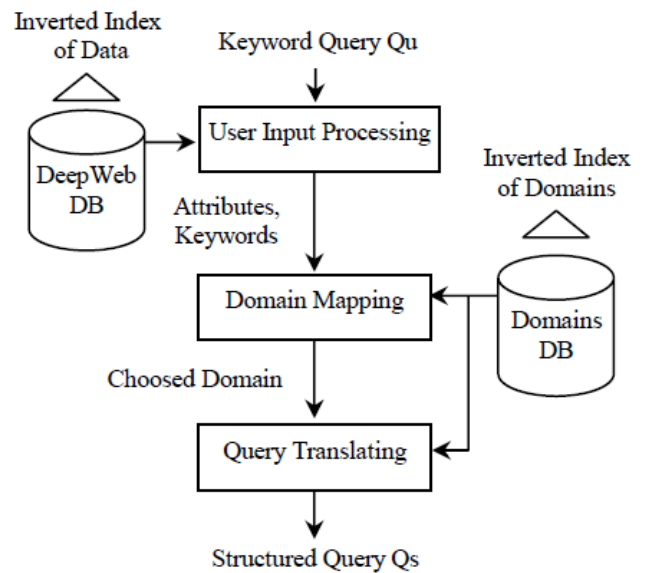 Inverted Index
of Data
Keyword Query Qu
User Input Processing
DeepWeb
DB
Inverted Index
of Domains
Attributes,
Keywords
Domain Mapping
Domains
DB
Choosed Domain
Query Translating
Structured Query Qs